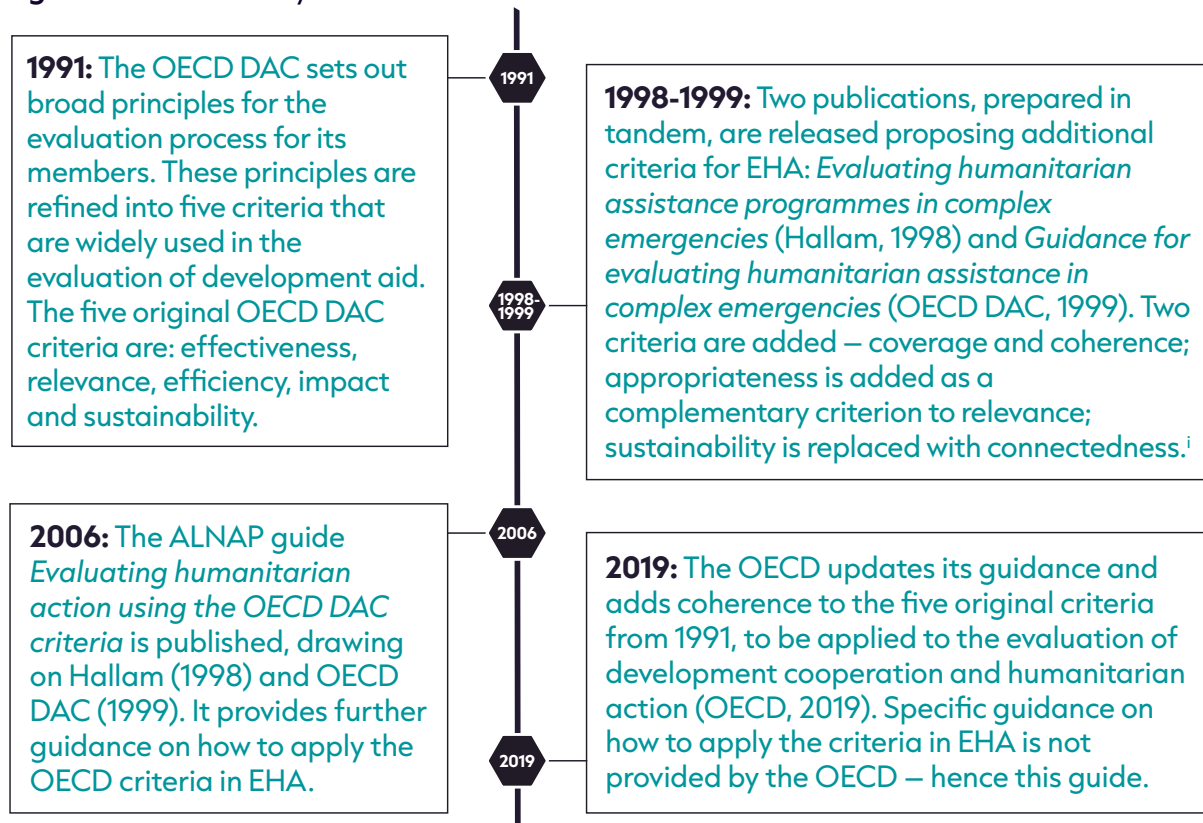 1991
1991: The OECD DAC sets out
broad principles for the
evaluation process for its
members. These principles are
refined into five criteria that
are widely used in the
evaluation of development aid.
The five original OECD DAC
criteria are: effectiveness,
relevance, efficiency, impact
and sustainability.
1998-
1999
1998-1999: Two publications, prepared in
tandem, are released proposing additional
criteria for EHA: Evaluating humanitarian
assistance programmes in complex
emergencies (Hallam, 1998) and Guidance for
evaluating humanitarian assistance in
complex emergencies (OECD DAC, 1999). Two
criteria are added – coverage and coherence;
appropriateness is added as a
complementary criterion to relevance;
sustainability is replaced with connectedness.i
2006
2006: The ALNAP guide
Evaluating humanitarian
action using the OECD DAC
criteria is published, drawing
on Hallam (1998) and OECD
DAC (1999). It provides further
guidance on how to apply the
OECD criteria in EHA.
2019
2019: The OECD updates its guidance and
adds coherence to the five original criteria
from 1991, to be applied to the evaluation of
development cooperation and humanitarian
action (OECD, 2019). Specific guidance on
how to apply the criteria in EHA is not
provided by the OECD – hence this guide.